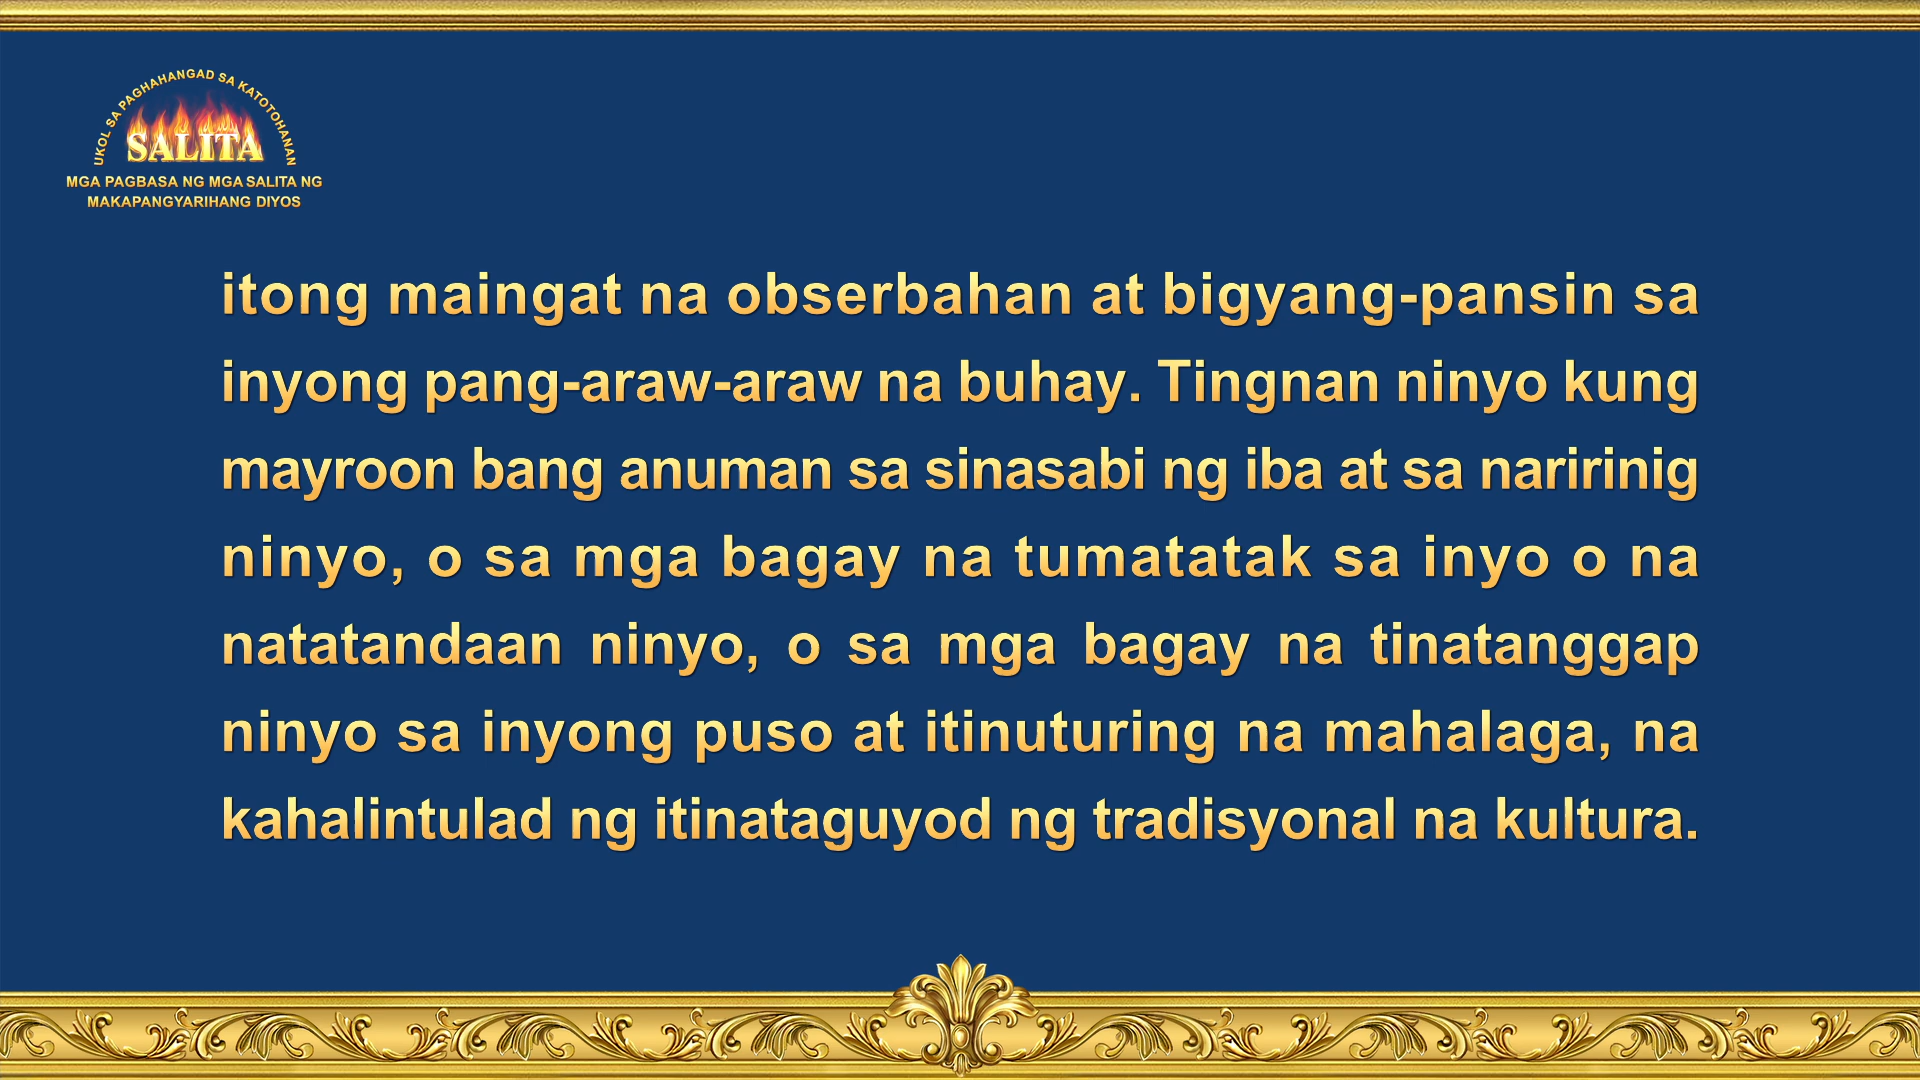 UKOL SA PAGHAHANGAD SA KATOTOHANAN
SALITA
MGA PAGBASA NG MGA SALITA NG
MAKAPANGYARIHANG DIYOS
itong maingat na obserbahan at bigyang-pansin sa
inyong pang-araw-araw na buhay. Tingnan ninyo kung
mayroon bang anuman sa sinasabi ng iba at sa naririnig
ninyo, o sa mga bagay na tumatatak sa inyo o na
natatandaan ninyo, o sa mga bagay na tinatanggap
ninyo sa inyong puso at itinuturing na mahalaga, na
kahalintulad ng itinataguyod ng tradisyonal na kultura.